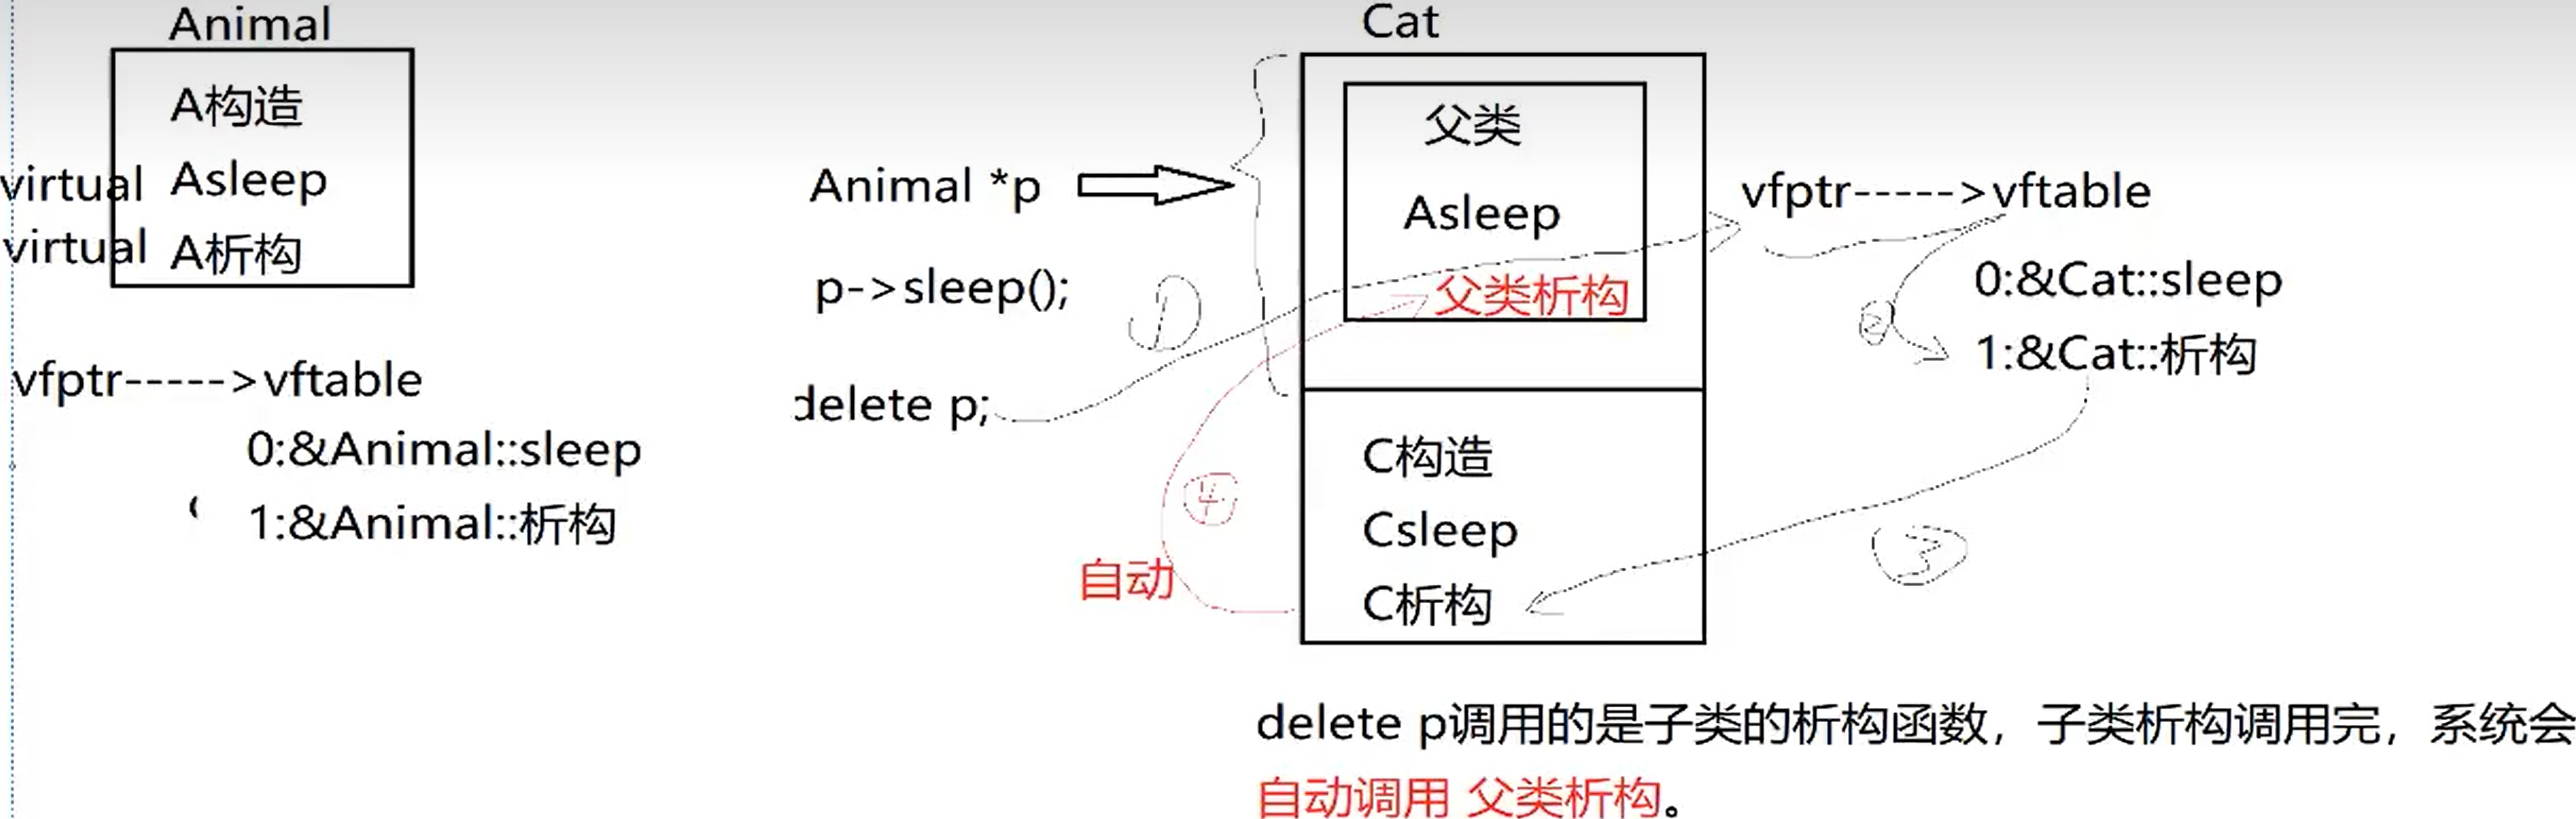 Animal
A构造
virtual Asleep
virtual A析构
vfptr----->vftable
0:&Animal::sleep
1:&Animal::析构
Animal *p
p->sleep();
delete p;
①
Cat
父类
Asleep
父类析构
C构造
Csleep
C析构
④
自动
vfptr----->vftable
0:&Cat::sleep
②
1:&Cat::析构
③
delete p调用的是子类的析构函数，子类析构调用完，系统会
自动调用 父类析构。